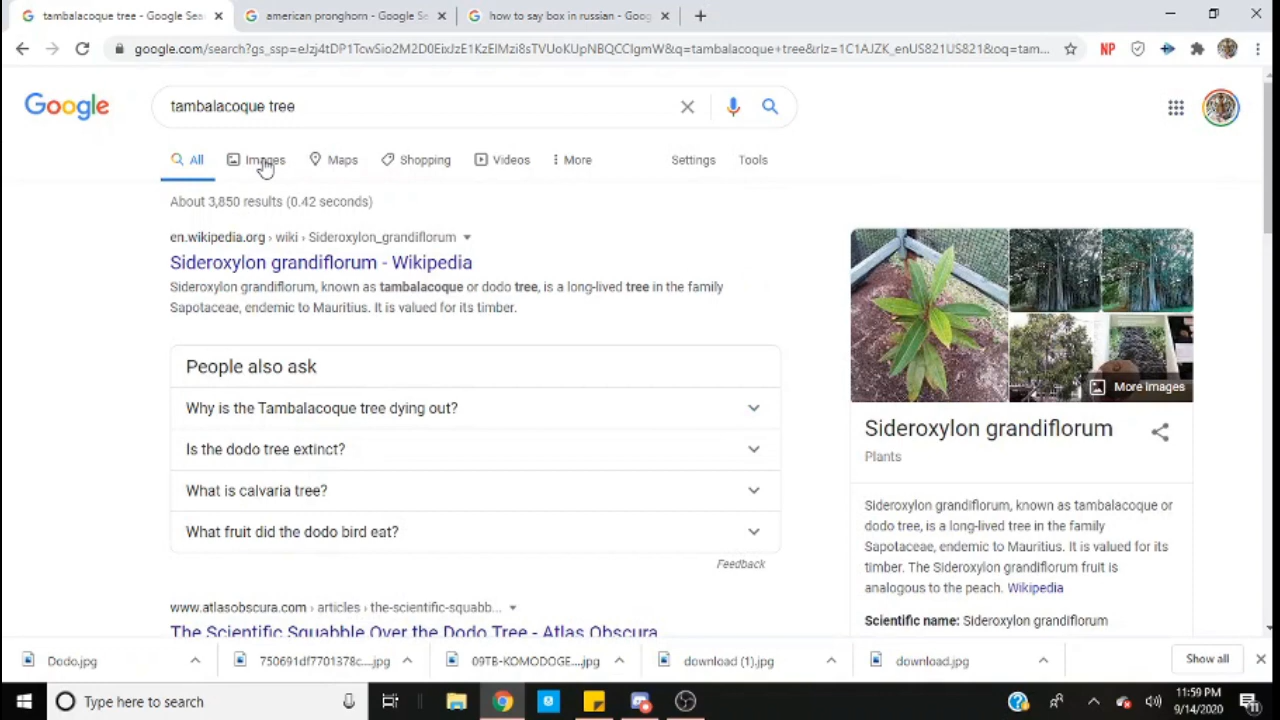 tambalacoque tree - Google Sea
american pronghorn - Google Se
how to say box in russian - Goog
google.com/search?gs_ssp=eJzj4tDP1TcwSio2M2D0EixJzE1KzElMzi8sTVUoKUpNBQCCIgmW&q=tambalacoque+tree&rlz=1C1AJZK_enUS821US821&oq=tam...
NP
Google
tambalacoque tree
All Images Maps Shopping Videos More Settings Tools
About 3,850 results (0.42 seconds)
en.wikipedia.org › wiki › Sideroxylon_grandiflorum
Sideroxylon grandiflorum - Wikipedia
Sideroxylon grandiflorum, known as tambalacoque or dodo tree, is a long-lived tree in the family
Sapotaceae, endemic to Mauritius. It is valued for its timber.
People also ask
Why is the Tambalacoque tree dying out?
Is the dodo tree extinct?
What is calvaria tree?
What fruit did the dodo bird eat?
Feedback
www.atlasobscura.com › articles › the-scientific-squabb...
The Scientific Squabble Over the Dodo Tree - Atlas Obscura
More images
Sideroxylon grandiflorum
Plants
Sideroxylon grandiflorum, known as tambalacoque or
dodo tree, is a long-lived tree in the family
Sapotaceae, endemic to Mauritius. It is valued for its
timber. The Sideroxylon grandiflorum fruit is
analogous to the peach. Wikipedia
Scientific name: Sideroxylon grandiflorum
Dodo.jpg
750691df7701378c....jpg
09TB-KOMODOGE....jpg
download (1).jpg
download.jpg
Show all
Type here to search
11:59 PM
9/14/2020
11